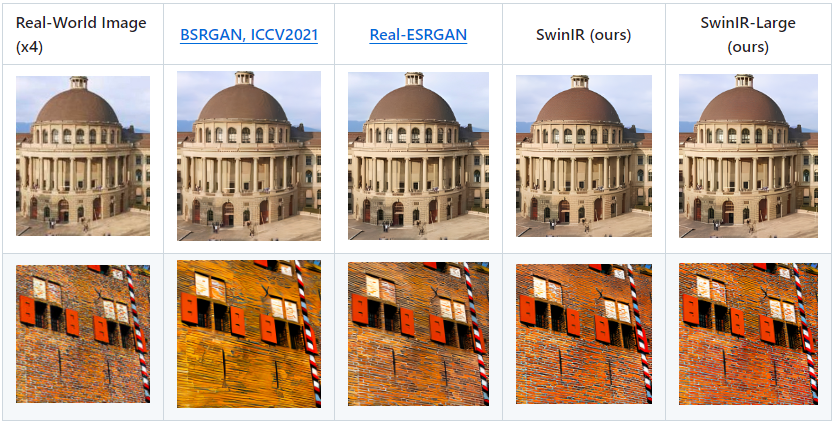 Real-World Image
(x4)
BSRGAN, ICCV2021
Real-ESRGAN
SwinIR (ours)
SwinIR-Large
(ours)